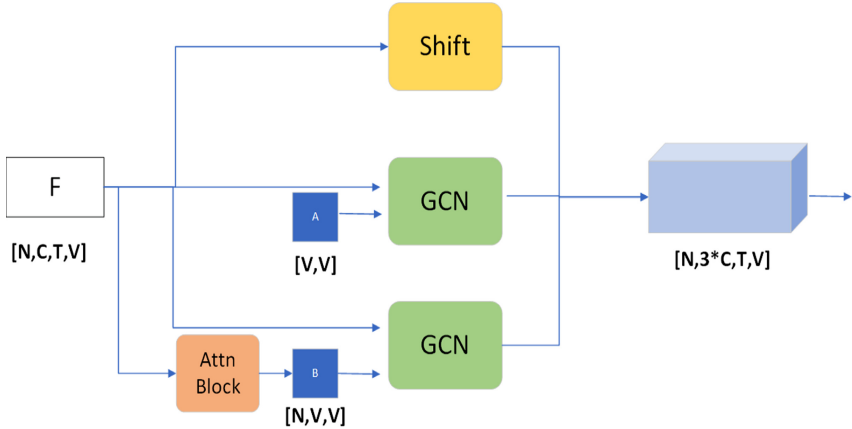 Shift
F
GCN
A
[N,C,T,V]
[V,V]
[N,3*C,T,V]
GCN
Attn
Block
B
[N,V,V]